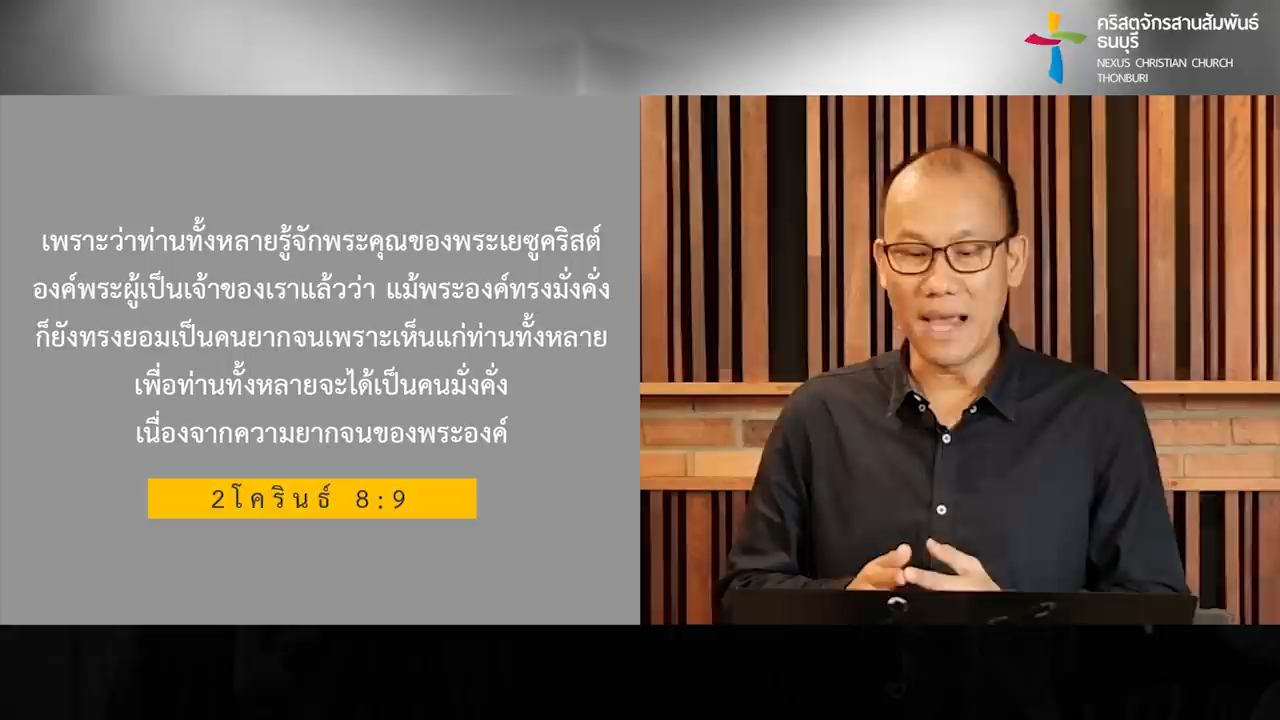 คริสตจักรสานสัมพันธ์
ธนบุรี
NEXUS CHRISTIAN CHURCH
THONBURI
เพราะว่าท่านทั้งหลายรู้จักพระคุณของพระเยซูคริสต์
องค์พระผู้เป็นเจ้าของเราแล้วว่า แม้พระองค์ทรงมั่งคั่ง
ก็ยังทรงยอมเป็นคนยากจนเพราะเห็นแก่ท่านทั้งหลาย
เพื่อท่านทั้งหลายจะได้เป็นคนมั่งคั่ง
เนื่องจากความยากจนของพระองค์
2โครินธ์ 8:9